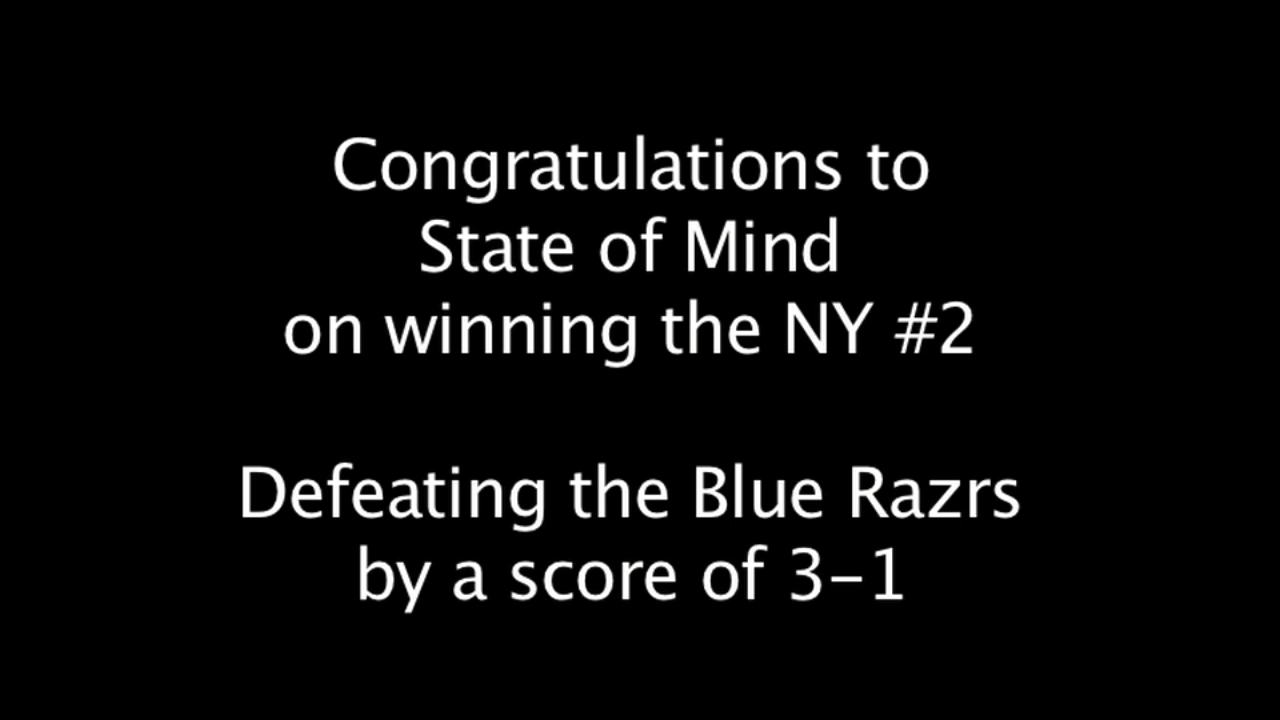 Congratulations to
State of Mind
on winning the NY #2
Defeating the Blue Razrs
by a score of 3-1